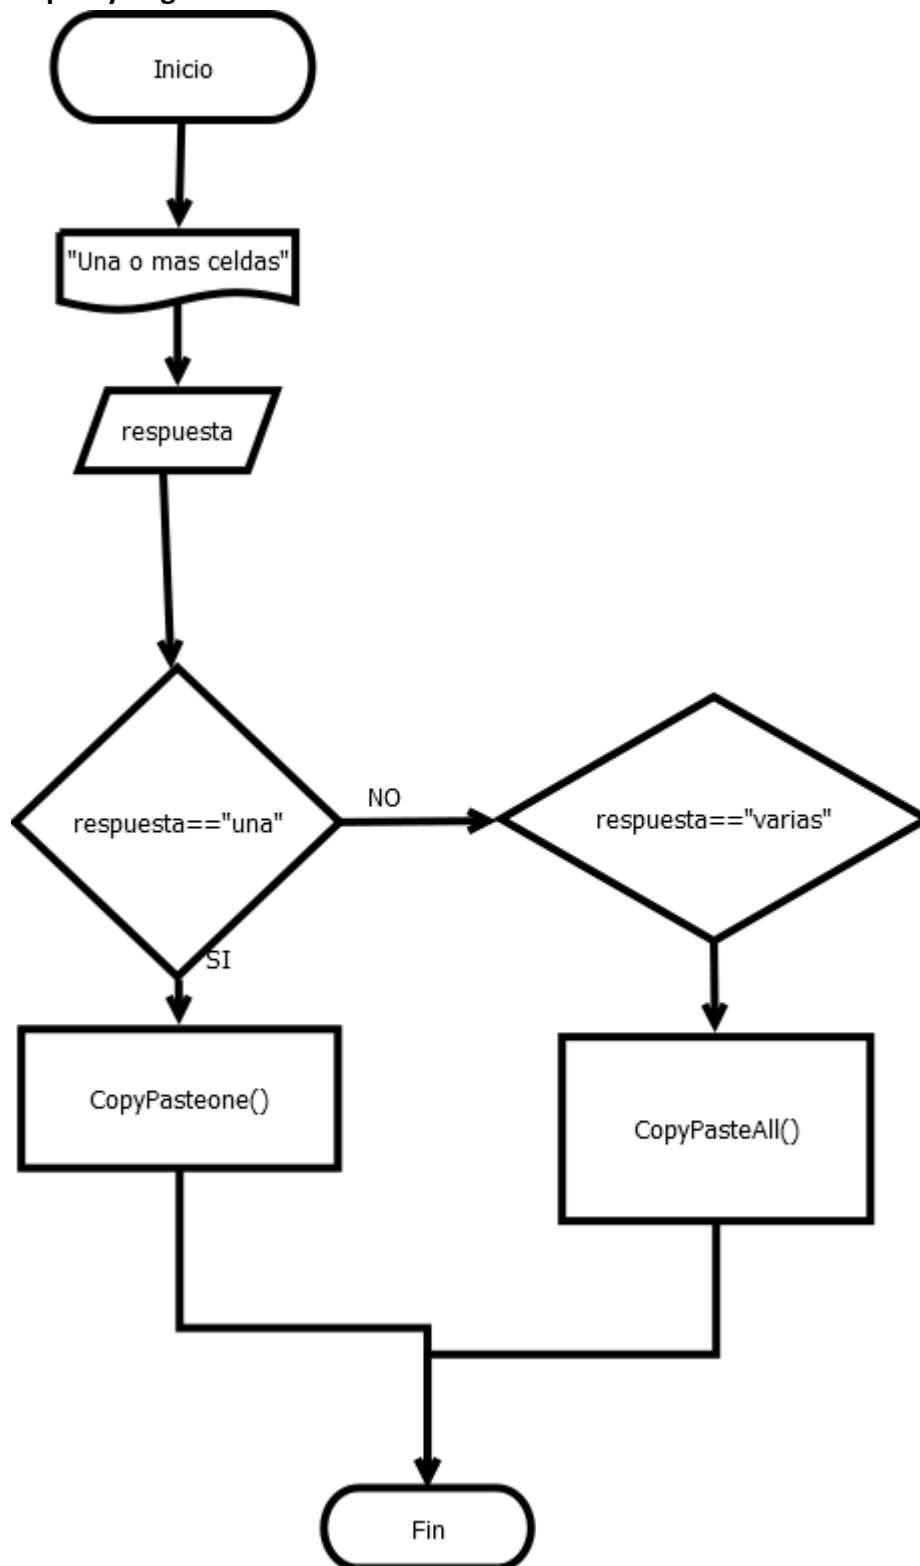 Inicio
"Una o mas celdas"
respuesta
respuesta=="una"
NO
respuesta=="varias"
SI
CopyPasteone()
CopyPasteAll()
Fin